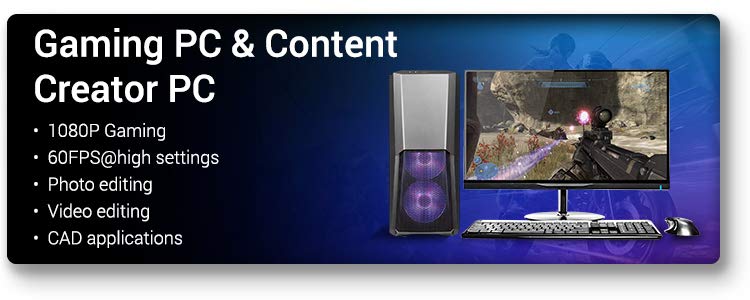 Gaming PC & Content
Creator PC
• 1080P Gaming
• 60FPS@high settings
• Photo editing
• Video editing
• CAD applications